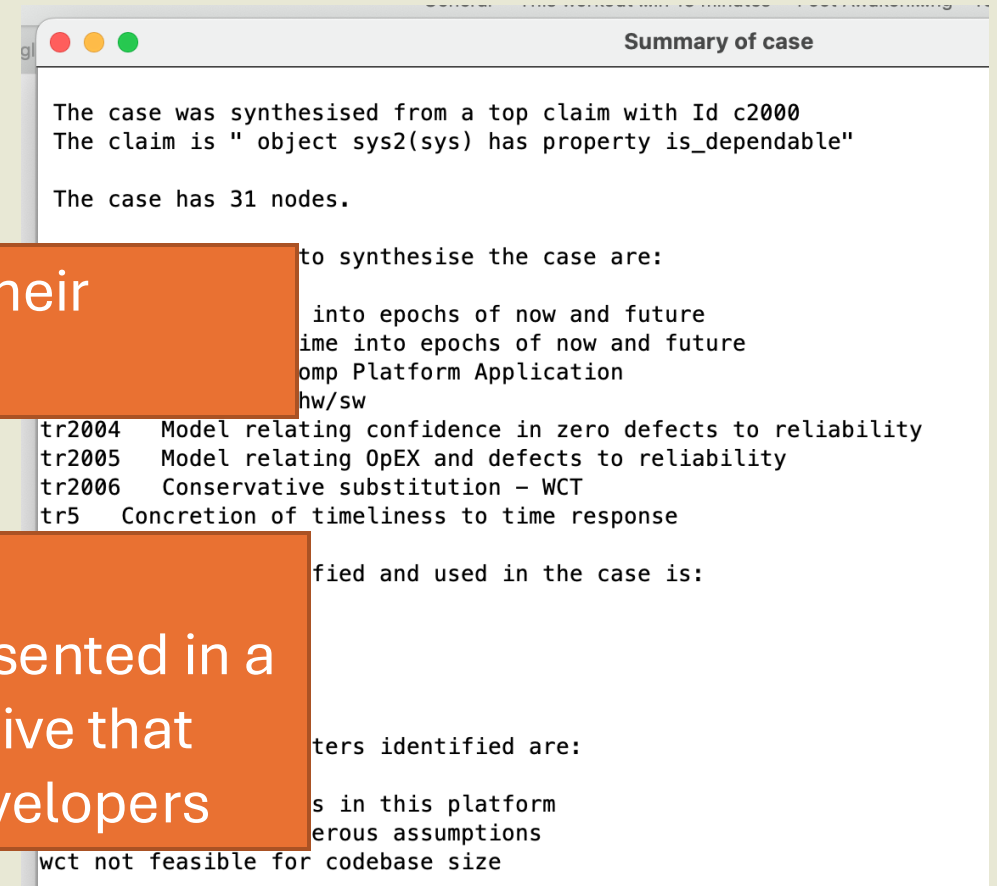 Summary of case
The case was synthesised from a top claim with Id c2000
The claim is " object sys2(sys) has property is_dependable"
The case has 31 nodes.
to synthesise the case are:
heir
into epochs of now and future
ime into epochs of now and future
omp Platform Application
hw/sw
tr2004 Model relating confidence in zero defects to reliability
tr2005 Model relating OpEX and defects to reliability
tr2006 Conservative substitution – WCT
tr5 Concretion of timeliness to time response
fied and used in the case is:
sented in a
ive that
velopers
ters identified are:
s in this platform
erous assumptions
wct not feasible for codebase size